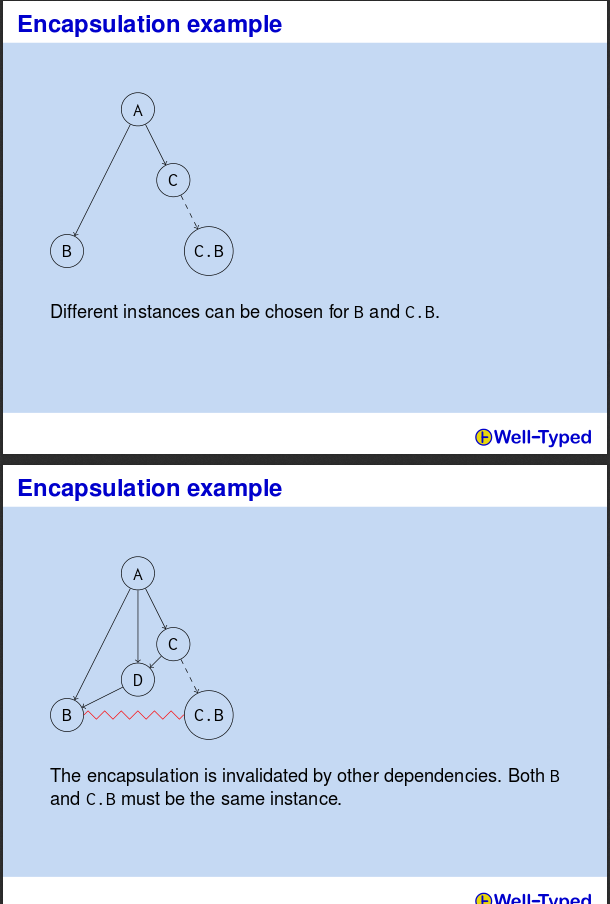 Encapsulation example
A
C
B
C.B
Different instances can be chosen for B and C.B.
Well-Typed
Encapsulation example
A
C
D
B
C.B
The encapsulation is invalidated by other dependencies. Both B
and C.B must be the same instance.
Well-Typed